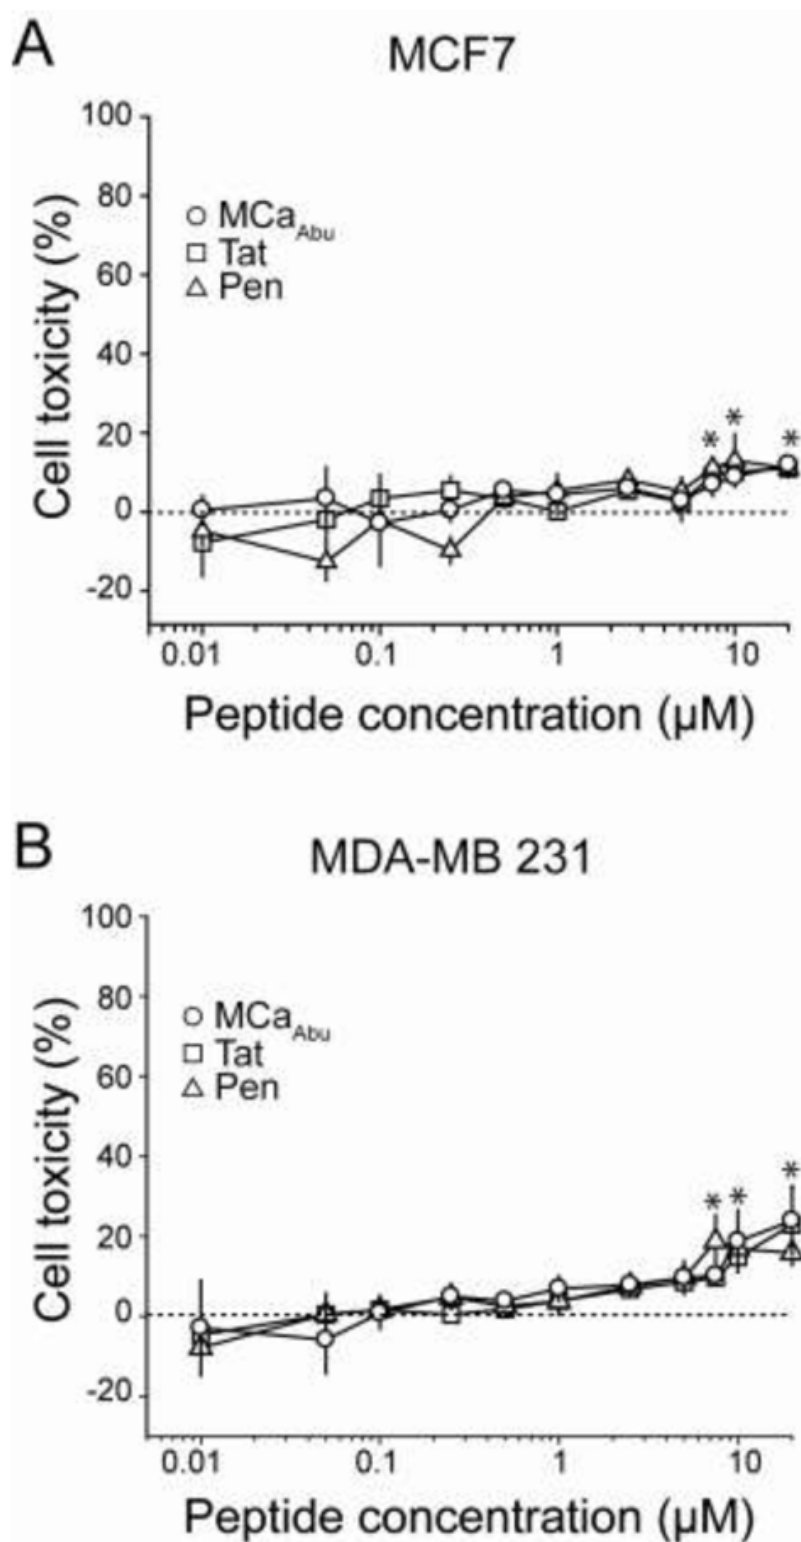 A
MCF7
100
80
60
40
20
0
-20
Cell toxicity (%)
MCa_Abu
Tat
Pen
* * *
0.01 0.1 1 10
Peptide concentration (µM)
B
MDA-MB 231
100
80
60
40
20
0
-20
Cell toxicity (%)
MCa_Abu
Tat
Pen
* * *
0.01 0.1 1 10
Peptide concentration (µM)